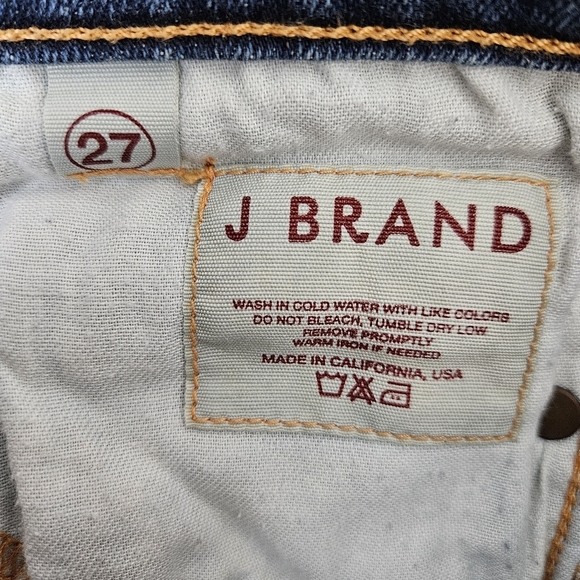 27
J BRAND
WASH IN COLD WATER WITH LIKE COLORS
DO NOT BLEACH, TUMBLE DRY LOW
REMOVE PROMPTLY
WARM IRON IF NEEDED
MADE IN CALIFORNIA, USA